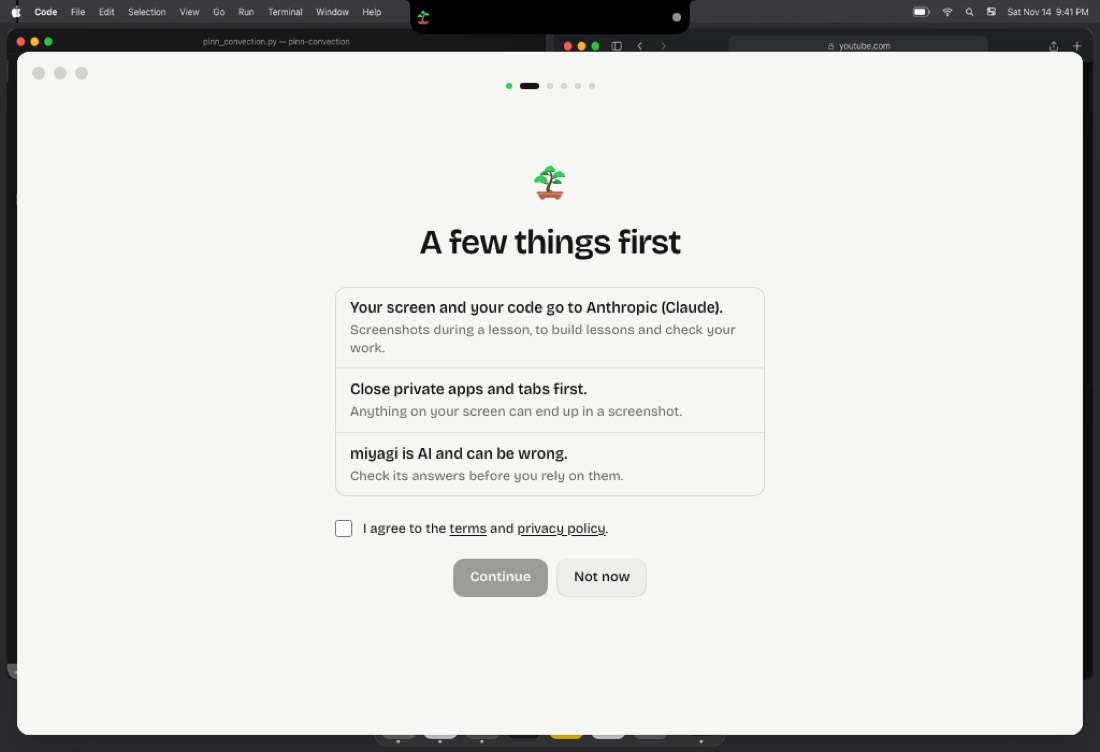 Code File Edit Selection View Go Run Terminal Window Help
Sat Nov 14 9:41 PM
pinn_convection.py — pinn-convection
youtube.com
A few things first
Your screen and your code go to Anthropic (Claude).
Screenshots during a lesson, to build lessons and check your
work.
Close private apps and tabs first.
Anything on your screen can end up in a screenshot.
miyagi is AI and can be wrong.
Check its answers before you rely on them.
I agree to the terms and privacy policy.
Continue
Not now